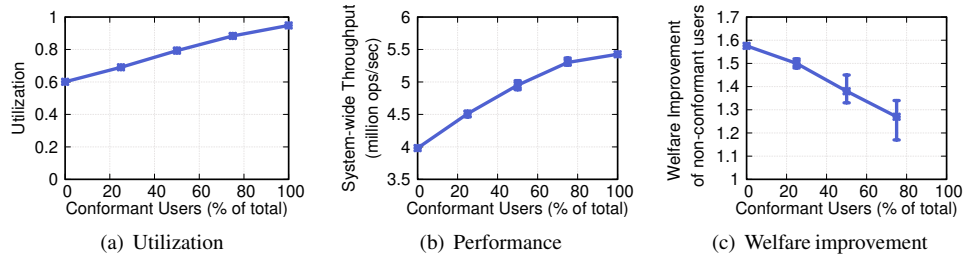 Utilization
1
0.8
0.6
0.4
0.2
0
0 20 40 60 80 100
Conformant Users (% of total)
(a) Utilization
System-wide Throughput
(million ops/sec)
6
5.5
5
4.5
4
3.5
0 20 40 60 80 100
Conformant Users (% of total)
(b) Performance
Welfare Improvement
of non-conformant users
1.7
1.6
1.5
1.4
1.3
1.2
1.1
1
0 20 40 60 80 100
Conformant Users (% of total)
(c) Welfare improvement